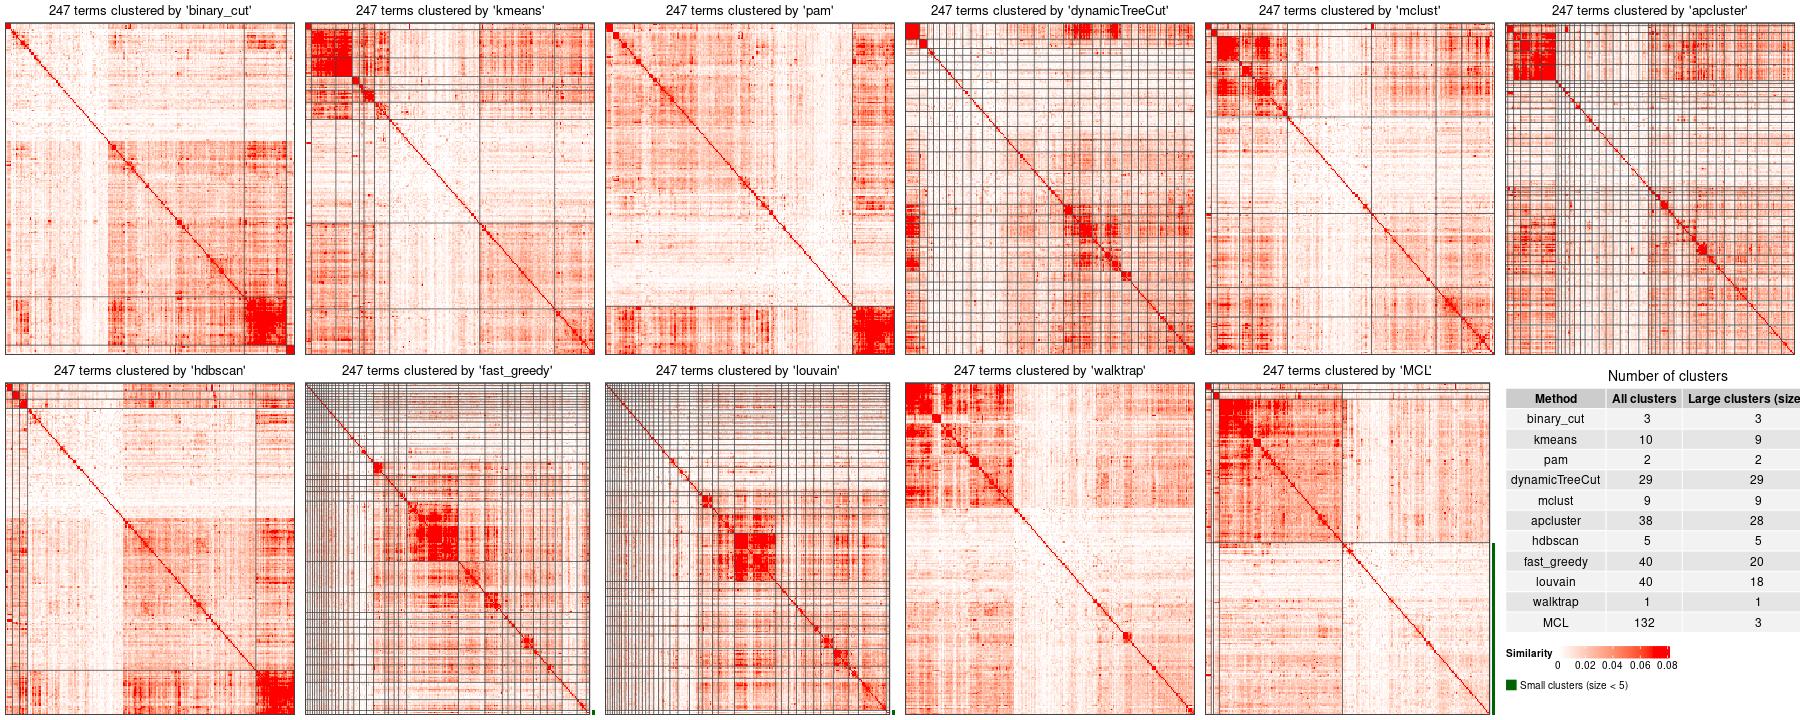 247 terms clustered by 'binary_cut'
247 terms clustered by 'kmeans'
247 terms clustered by 'pam'
247 terms clustered by 'dynamicTreeCut'
247 terms clustered by 'mclust'
247 terms clustered by 'apcluster'
247 terms clustered by 'hdbscan'
247 terms clustered by 'fast_greedy'
247 terms clustered by 'louvain'
247 terms clustered by 'walktrap'
247 terms clustered by 'MCL'
Number of clusters
Method All clusters Large clusters (size
binary_cut 3 3
kmeans 10 9
pam 2 2
dynamicTreeCut 29 29
mclust 9 9
apcluster 38 28
hdbscan 5 5
fast_greedy 40 20
louvain 40 18
walktrap 1 1
MCL 132 3
Similarity
0 0.02 0.04 0.06 0.08
Small clusters (size < 5)